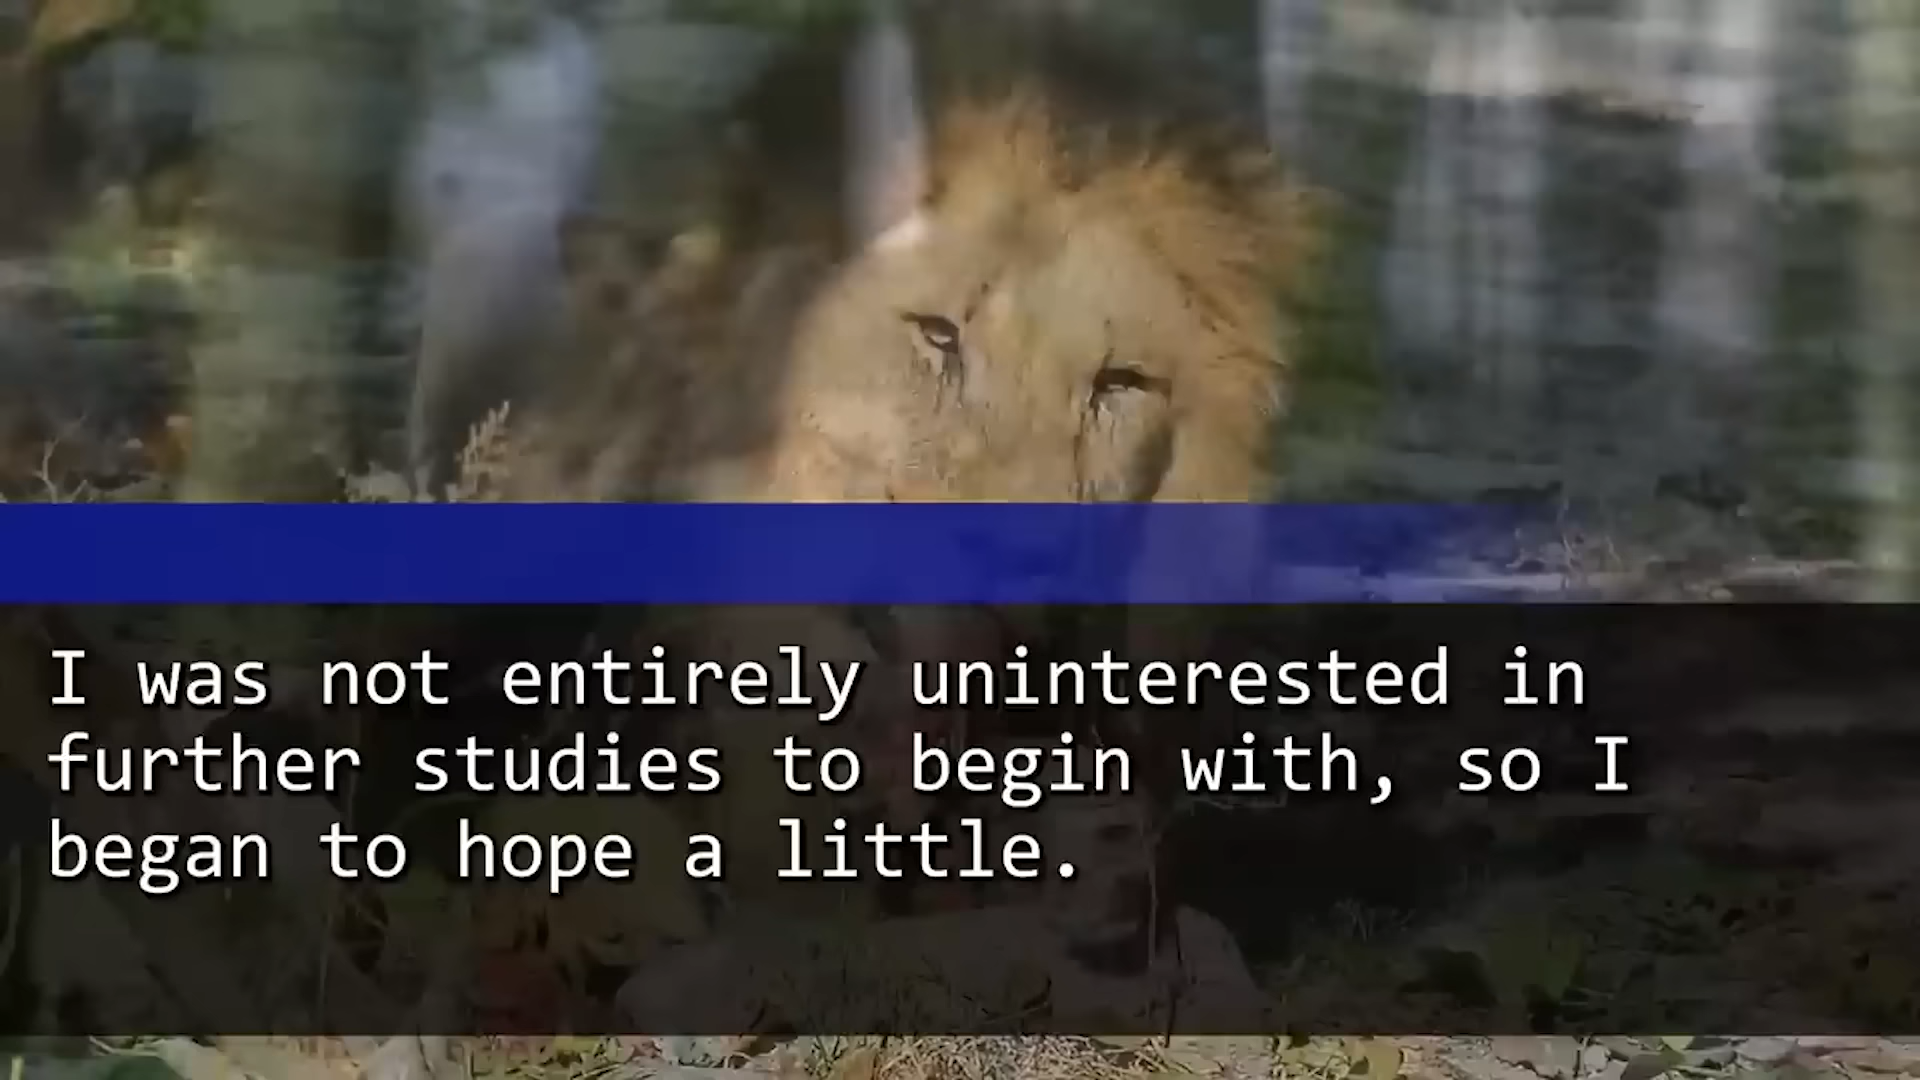 I was not entirely uninterested in
further studies to begin with, so I
began to hope a little.